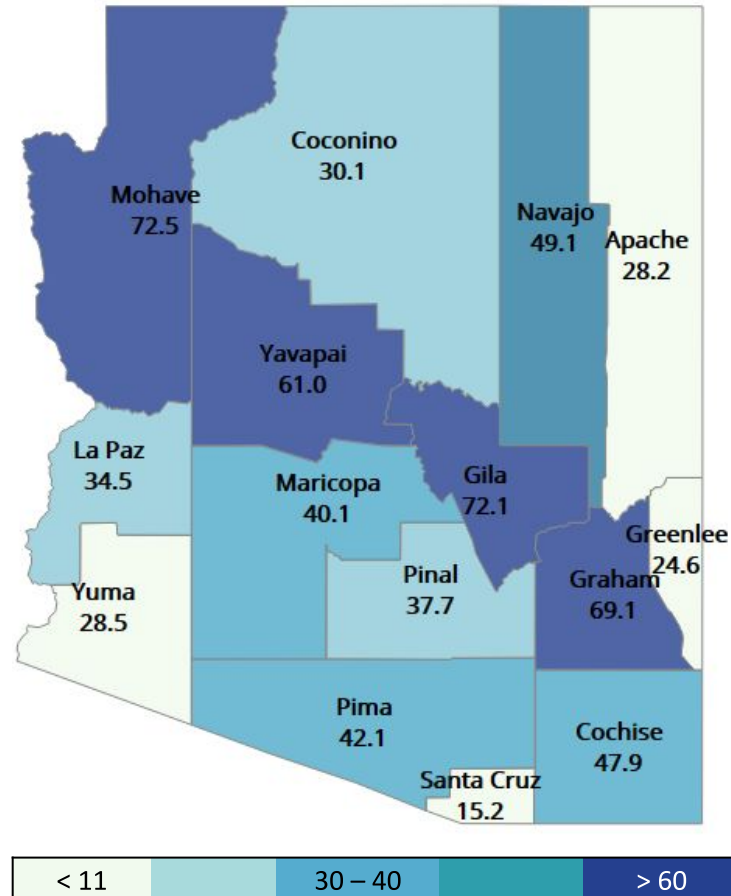 Coconino
30.1
Mohave
72.5
Navajo
49.1
Apache
28.2
Yavapai
61.0
La Paz
34.5
Maricopa
40.1
Gila
72.1
Greenlee
24.6
Pinal
37.7
Graham
69.1
Yuma
28.5
Pima
42.1
Cochise
47.9
Santa Cruz
15.2
< 11 30 – 40 > 60